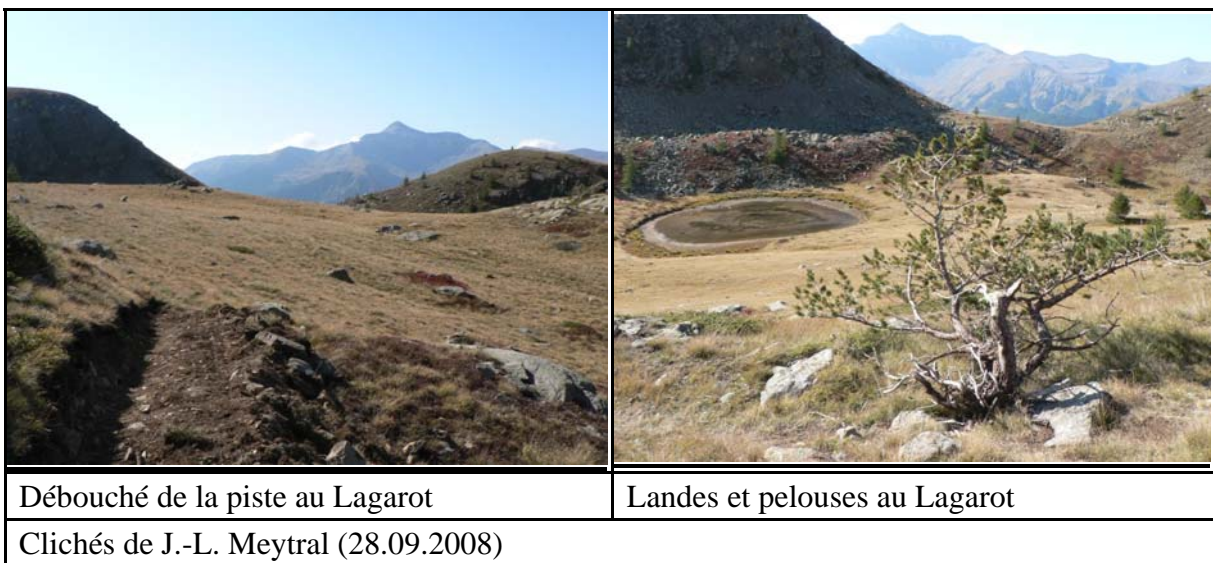 Débouché de la piste au Lagarot
Landes et pelouses au Lagarot
Clichés de J.-L. Meytral (28.09.2008)